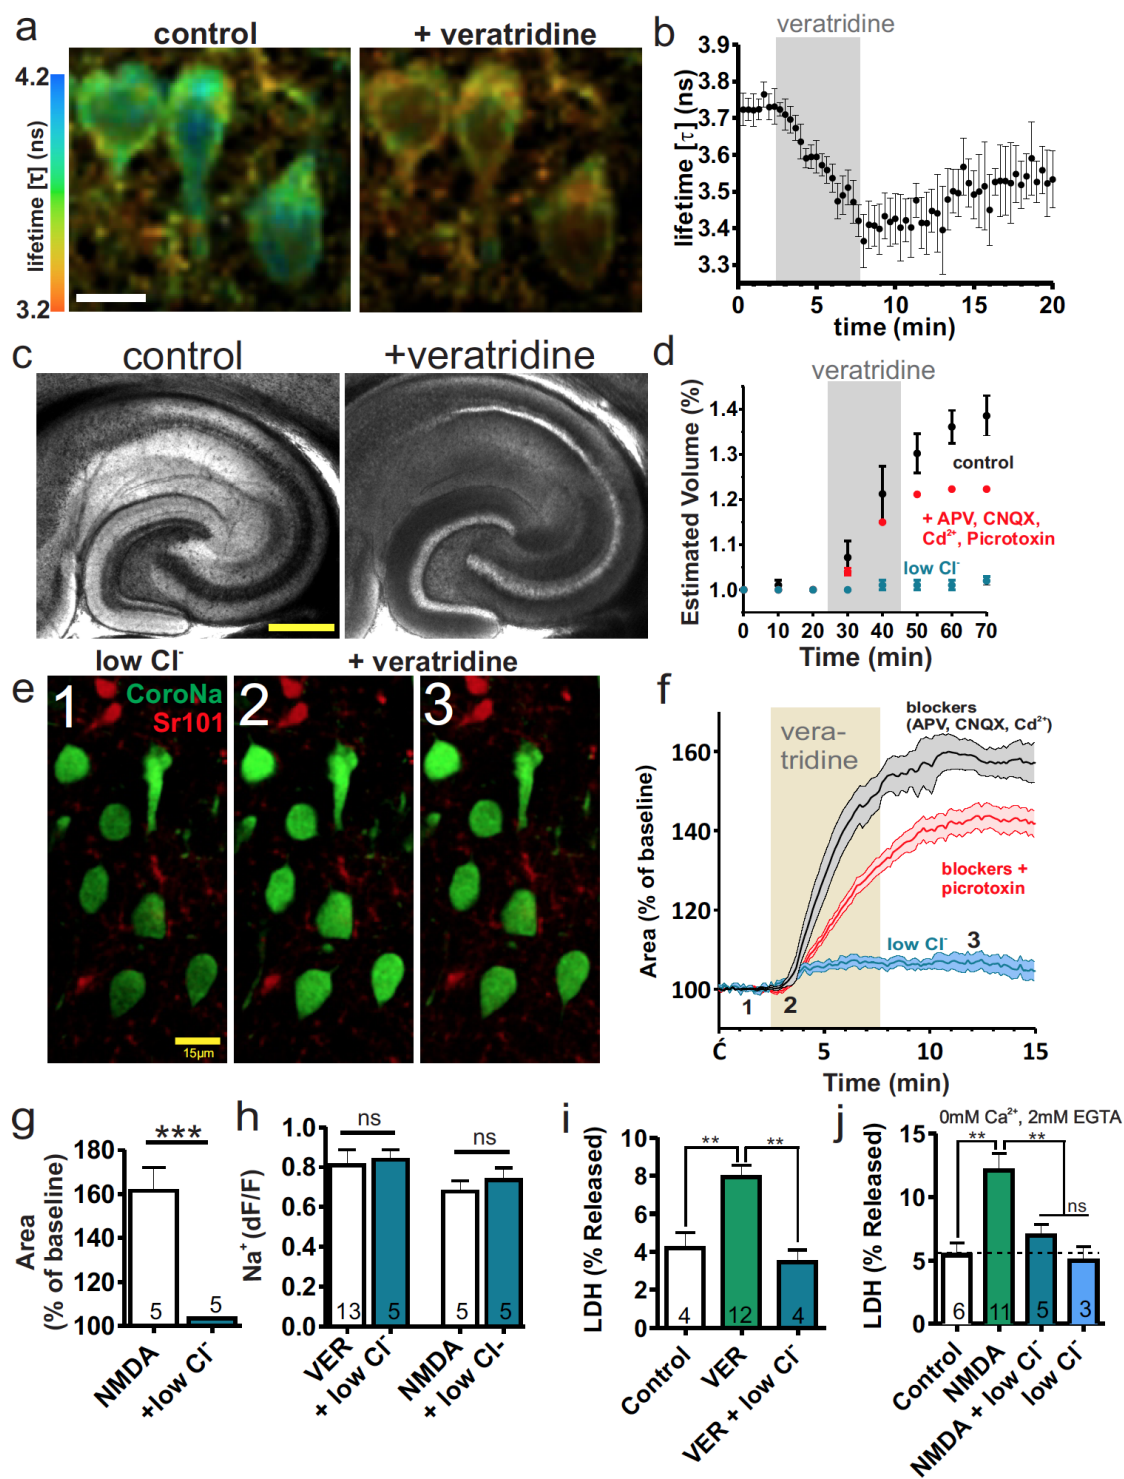 a
control
+ veratridine
4.2
lifetime [τ] (ns)
3.2
b
veratridine
3.9
3.8
3.7
3.6
3.5
3.4
3.3
lifetime [τ] (ns)
0 5 10 15 20
time (min)
c
control
+veratridine
d
veratridine
1.4
1.3
1.2
1.1
1.0
Estimated Volume (%)
control
+ APV, CNQX,
Cd²⁺, Picrotoxin
low Cl⁻
0 10 20 30 40 50 60 70
Time (min)
e
low Cl⁻
+ veratridine
1
CoroNa
Sr101
2
3
15µm
f
blockers
(APV, CNQX, Cd²⁺)
vera-
tridine
160
140
120
100
Area (% of baseline)
blockers +
picrotoxin
low Cl⁻
3
1
2
5 10 15
Time (min)
g
***
180
160
140
120
100
Area
(% of baseline)
5
5
NMDA
+low Cl⁻
h
ns
ns
1.0
0.8
0.6
0.4
0.2
0.0
Na⁺ (dF/F)
13
5
5
5
VER
+ low Cl⁻
NMDA
+ low Cl-
i
**
**
10
8
6
4
2
0
LDH (% Released)
4
12
4
Control
VER
VER + low Cl⁻
j
0mM Ca²⁺, 2mM EGTA
**
**
ns
15
10
5
0
LDH (% Released)
6
11
5
3
Control
NMDA
NMDA + low Cl⁻
low Cl⁻